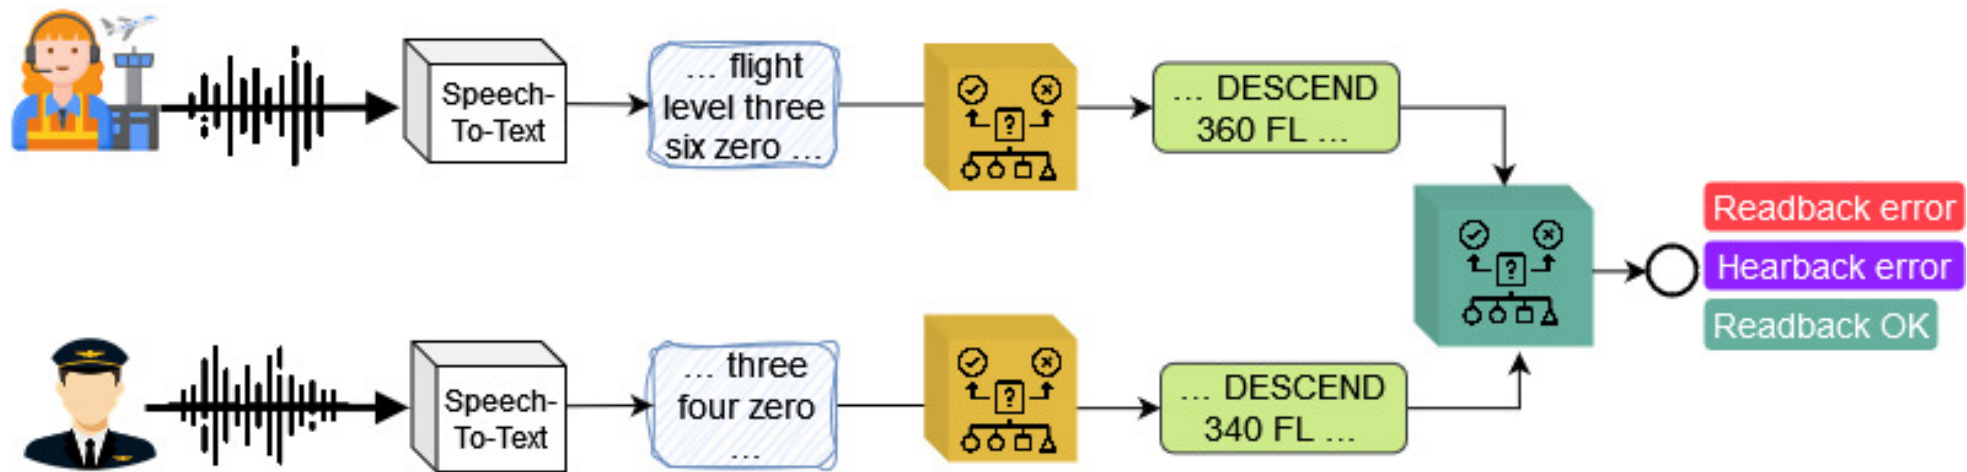 Speech-
To-Text
... flight
level three
six zero ...
?
... DESCEND
360 FL ...
?
Readback error
Hearback error
Readback OK
Speech-
To-Text
... three
four zero
...
?
... DESCEND
340 FL ...